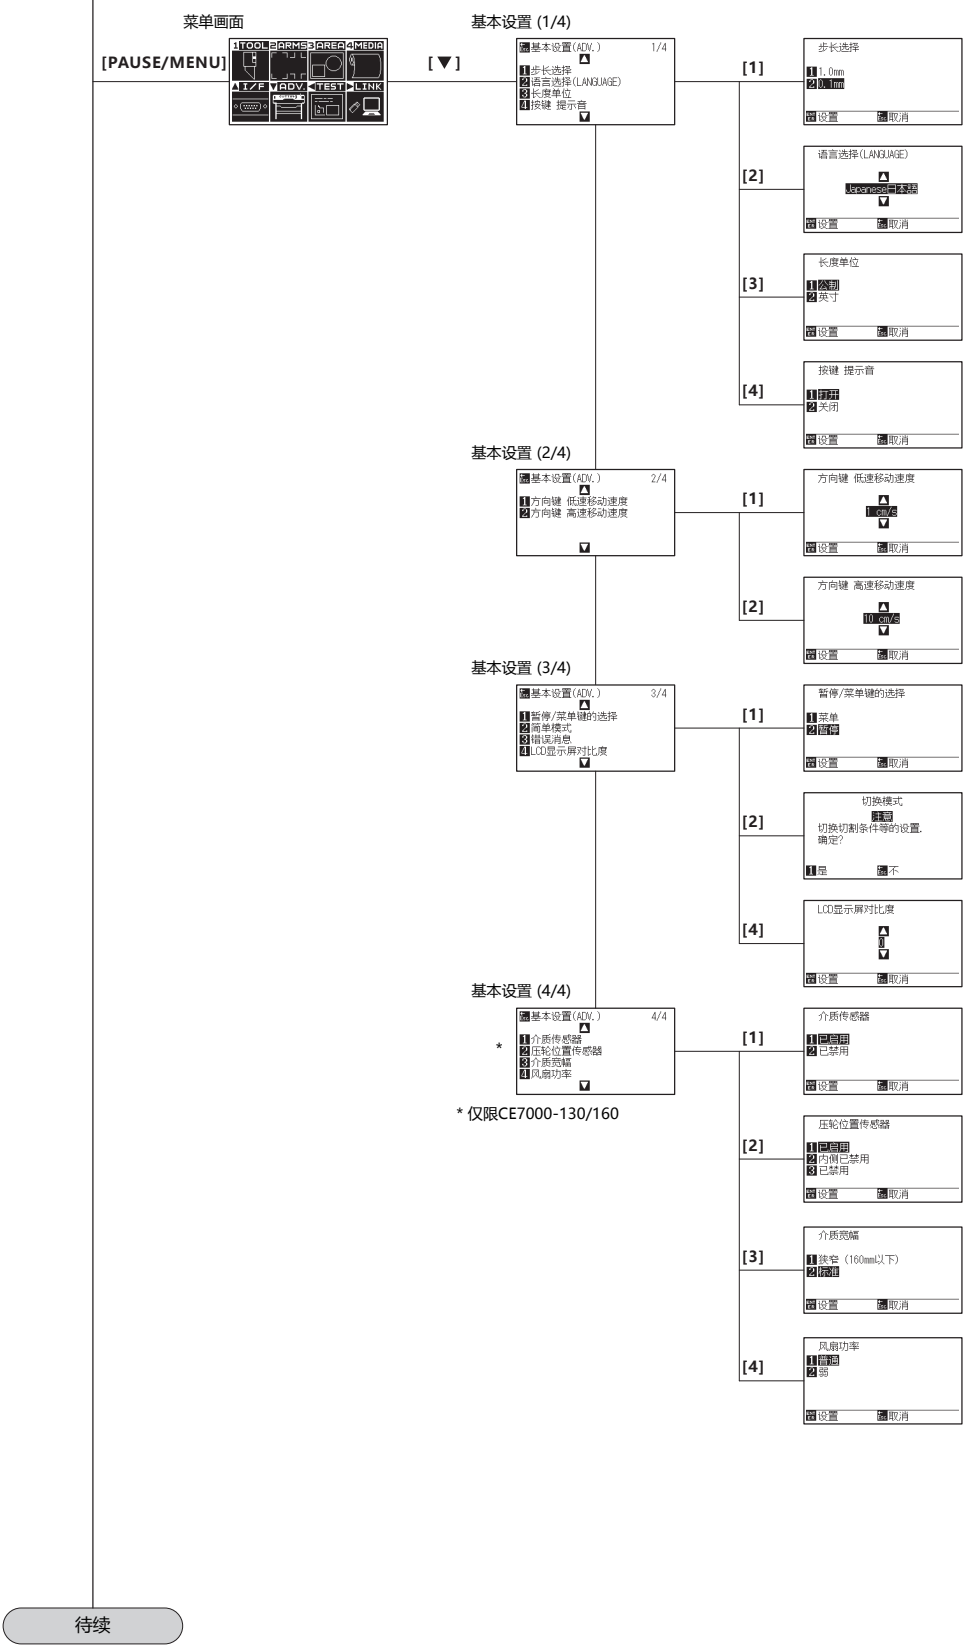 菜单画面
基本设置 (1/4)
[PAUSE/MENU]
1TOOL 2ARMS 3AREA 4MEDIA
▲I/F ▼ADV. ◀TEST ▶LINK
[▼]
基本设置(ADV.) 1/4
▲
1步长选择
2语言选择(LANGUAGE)
3长度单位
4按键 提示音
▼
[1]
步长选择
1 1.0mm
2 0.1mm
设置 取消
[2]
语言选择(LANGUAGE)
▲
Japanese日本語
▼
设置 取消
[3]
长度单位
1公制
2英寸
设置 取消
[4]
按键 提示音
1打开
2关闭
设置 取消
基本设置 (2/4)
基本设置(ADV.) 2/4
▲
1方向键 低速移动速度
2方向键 高速移动速度
▼
[1]
方向键 低速移动速度
▲
1 cm/s
▼
设置 取消
[2]
方向键 高速移动速度
▲
10 cm/s
▼
设置 取消
基本设置 (3/4)
基本设置(ADV.) 3/4
▲
1暂停/菜单键的选择
2简单模式
3错误消息
4LCD显示屏对比度
▼
[1]
暂停/菜单键的选择
1菜单
2暂停
设置 取消
[2]
切换模式
注意
切换切割条件等的设置.
确定?
1是 不
[4]
LCD显示屏对比度
▲
0
▼
设置 取消
基本设置 (4/4)
基本设置(ADV.) 4/4
▲
*
1介质传感器
2压轮位置传感器
3介质宽幅
4风扇功率
▼
* 仅限CE7000-130/160
[1]
介质传感器
1已启用
2已禁用
设置 取消
[2]
压轮位置传感器
1已启用
2内侧已禁用
3已禁用
设置 取消
[3]
介质宽幅
1狭窄 (160mm以下)
2标准
设置 取消
[4]
风扇功率
1普通
2弱
设置 取消
待续